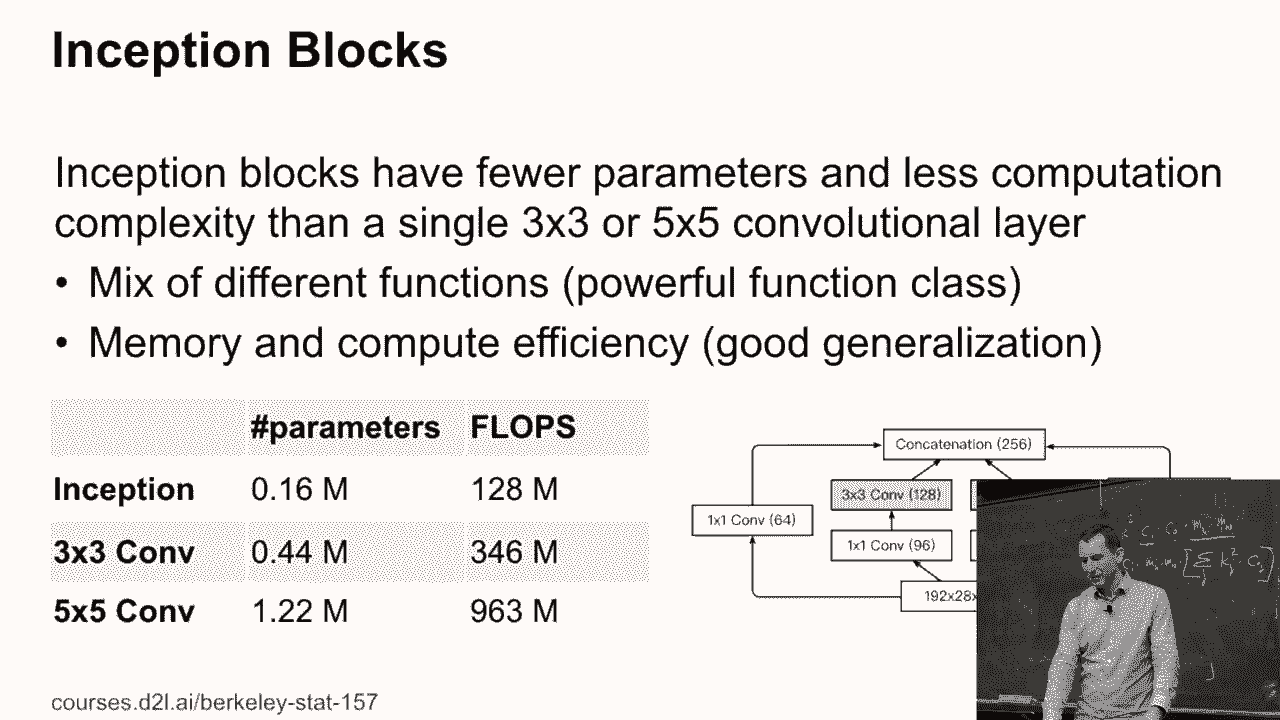 Inception Blocks
Inception blocks have fewer parameters and less computation
complexity than a single 3x3 or 5x5 convolutional layer
• Mix of different functions (powerful function class)
• Memory and compute efficiency (good generalization)
#parameters FLOPS
Inception 0.16 M 128 M
3x3 Conv 0.44 M 346 M
5x5 Conv 1.22 M 963 M
Concatenation (256)
3x3 Conv (128)
1x1 Conv (64)
1x1 Conv (96)
192x28x
courses.d2l.ai/berkeley-stat-157